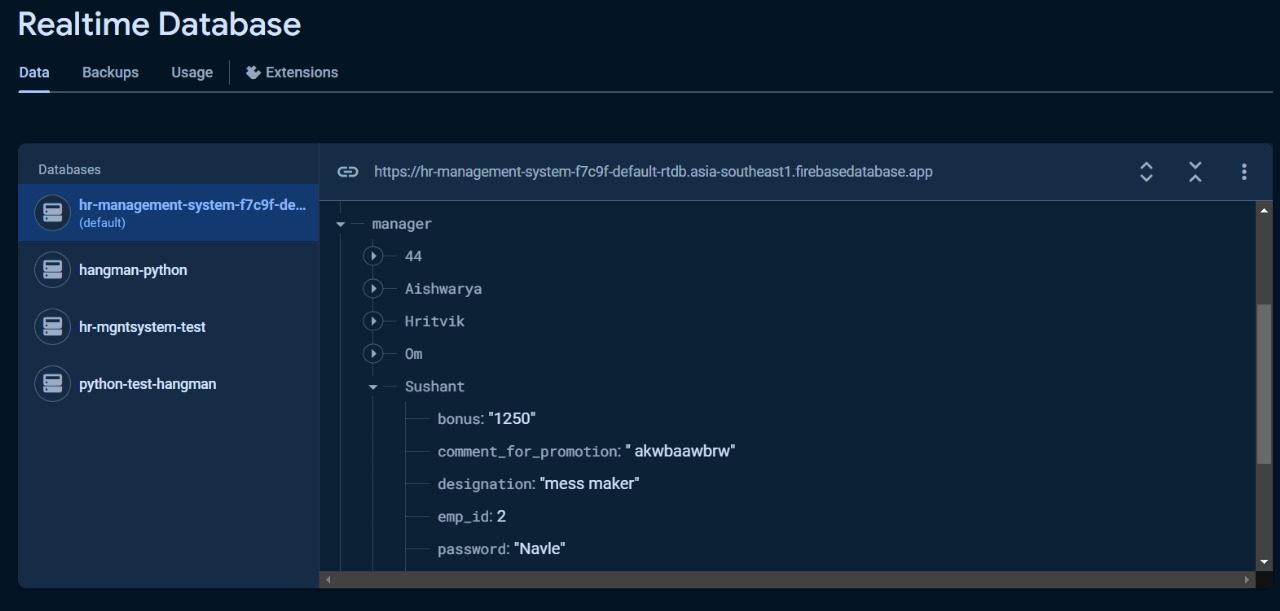 Realtime Database
Data Backups Usage Extensions
Databases
hr-management-system-f7c9f-de...
(default)
hangman-python
hr-mgntsystem-test
python-test-hangman
https://hr-management-system-f7c9f-default-rtdb.asia-southeast1.firebasedatabase.app
manager
44
Aishwarya
Hritvik
Om
Sushant
bonus: "1250"
comment_for_promotion: " akwbaawbrw"
designation: "mess maker"
emp_id: 2
password: "Navle"